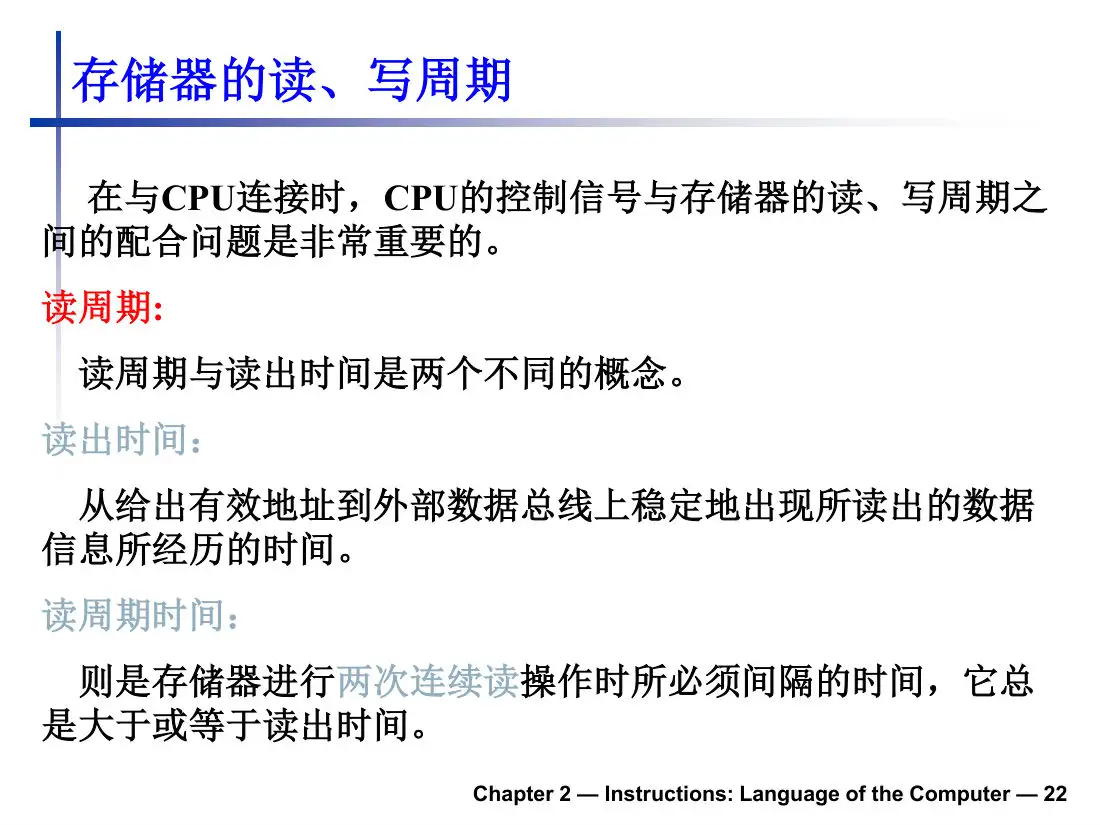 存储器的读、写周期
在与CPU连接时，CPU的控制信号与存储器的读、写周期之
间的配合问题是非常重要的。
读周期:
读周期与读出时间是两个不同的概念。
读出时间：
从给出有效地址到外部数据总线上稳定地出现所读出的数据
信息所经历的时间。
读周期时间：
则是存储器进行两次连续读操作时所必须间隔的时间，它总
是大于或等于读出时间。
Chapter 2 — Instructions: Language of the Computer — 22